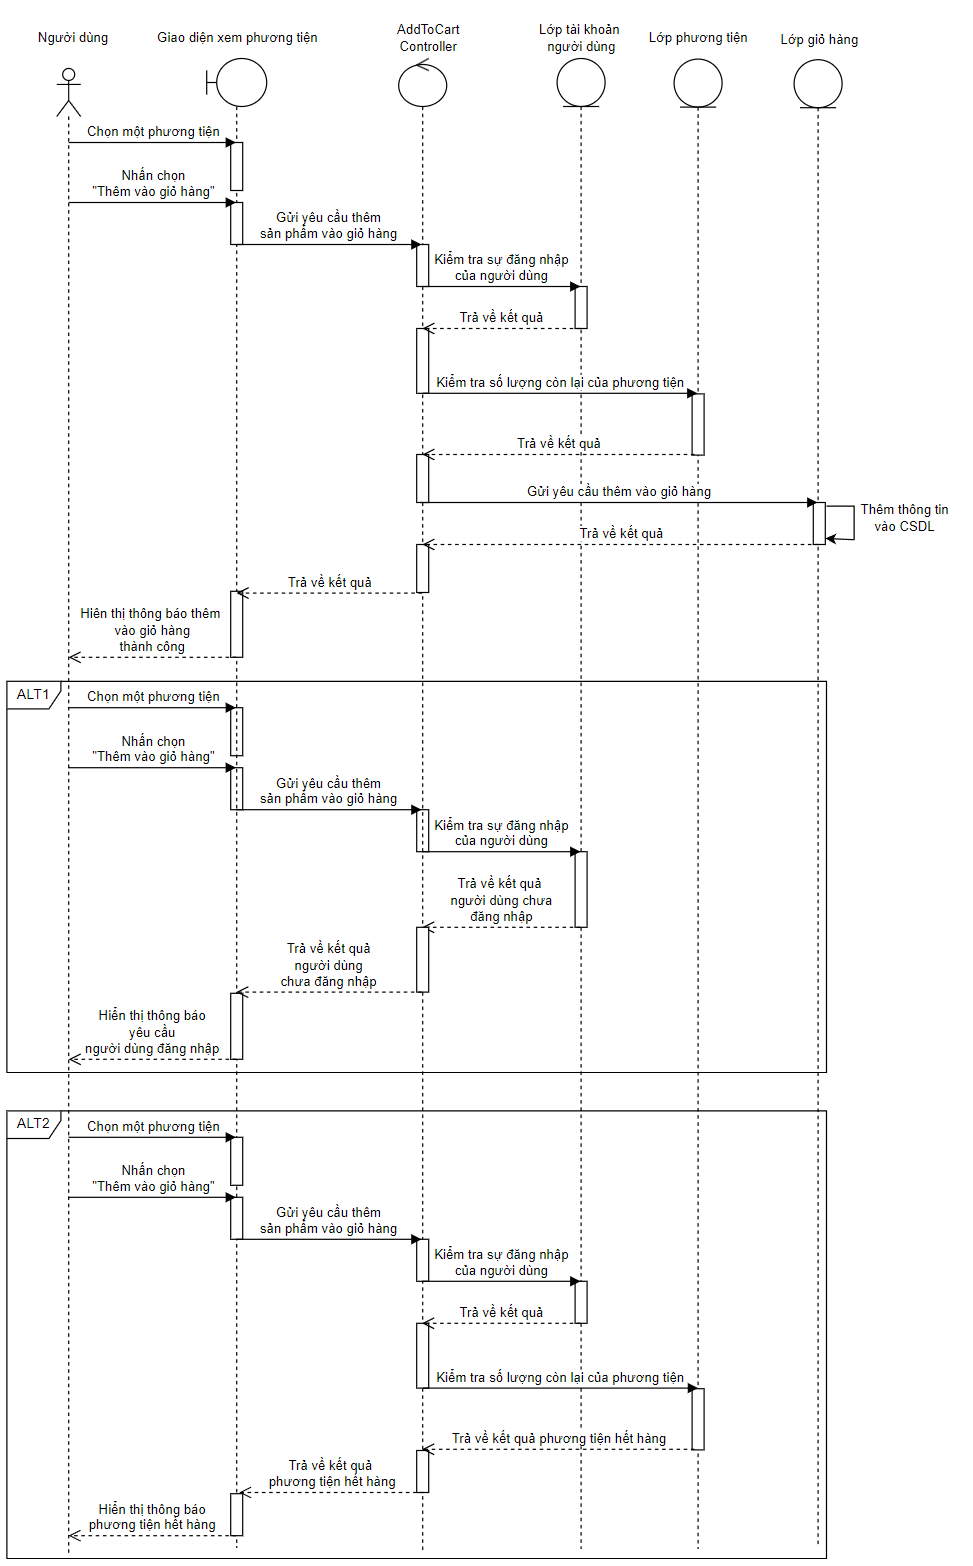 Người dùng
Giao diện xem phương tiện
AddToCart
Controller
Lớp tài khoản
người dùng
Lớp phương tiện
Lớp giỏ hàng
Chọn một phương tiện
Nhấn chọn
"Thêm vào giỏ hàng"
Gửi yêu cầu thêm
sản phẩm vào giỏ hàng
Kiểm tra sự đăng nhập
của người dùng
Trả về kết quả
Kiểm tra số lượng còn lại của phương tiện
Trả về kết quả
Gửi yêu cầu thêm vào giỏ hàng
Thêm thông tin
vào CSDL
Trả về kết quả
Trả về kết quả
Hiên thị thông báo thêm
vào giỏ hàng
thành công
ALT1
Chọn một phương tiện
Nhấn chọn
"Thêm vào giỏ hàng"
Gửi yêu cầu thêm
sản phẩm vào giỏ hàng
Kiểm tra sự đăng nhập
của người dùng
Trả về kết quả
người dùng chưa
đăng nhập
Trả về kết quả
người dùng
chưa đăng nhập
Hiển thị thông báo
yêu cầu
người dùng đăng nhập
ALT2
Chọn một phương tiện
Nhấn chọn
"Thêm vào giỏ hàng"
Gửi yêu cầu thêm
sản phẩm vào giỏ hàng
Kiểm tra sự đăng nhập
của người dùng
Trả về kết quả
Kiểm tra số lượng còn lại của phương tiện
Trả về kết quả phương tiện hết hàng
Trả về kết quả
phương tiện hết hàng
Hiển thị thông báo
phương tiện hết hàng